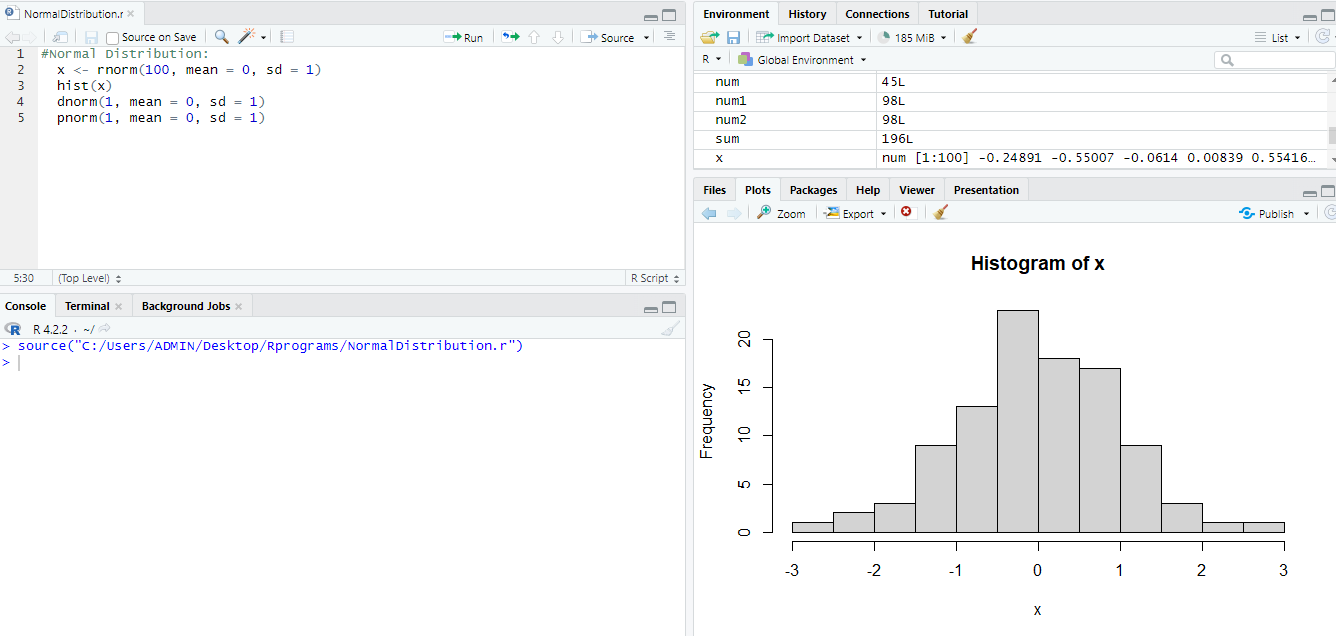 NormalDistribution.r
Source on Save
Run
Source
1 #Normal Distribution:
2 x <- rnorm(100, mean = 0, sd = 1)
3 hist(x)
4 dnorm(1, mean = 0, sd = 1)
5 pnorm(1, mean = 0, sd = 1)
5:30 (Top Level) R Script
Console Terminal Background Jobs
R 4.2.2 · ~/
> source("C:/Users/ADMIN/Desktop/Rprograms/NormalDistribution.r")
>
Environment History Connections Tutorial
Import Dataset 185 MiB List
R Global Environment
num 45L
num1 98L
num2 98L
sum 196L
x num [1:100] -0.24891 -0.55007 -0.0614 0.00839 0.55416…
Files Plots Packages Help Viewer Presentation
Zoom Export Publish
Histogram of x
Frequency
20
15
10
5
0
-3 -2 -1 0 1 2 3
x